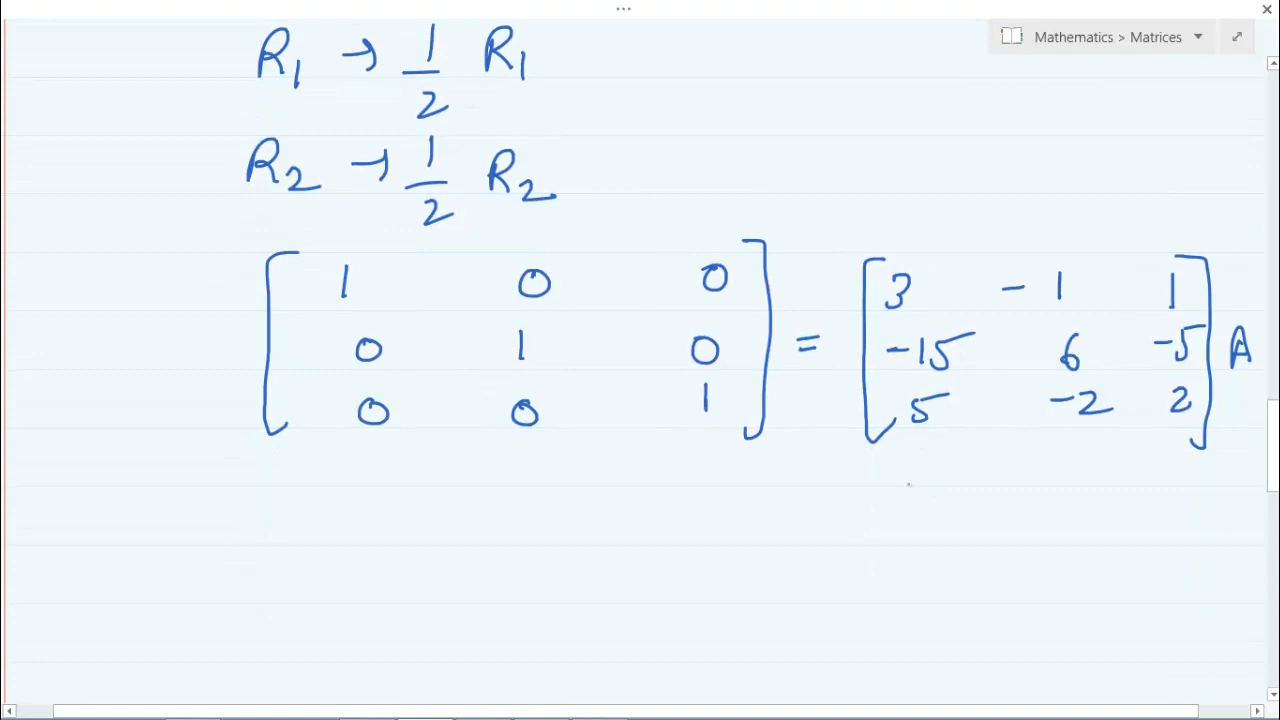 Mathematics > Matrices
R₁ → 1/2 R₁
R₂ → 1/2 R₂
[ 1 0 0 ] = [ 3 -1 1 ] A
[ 0 1 0 ] [ -15 6 -5 ]
[ 0 0 1 ] [ 5 -2 2 ]